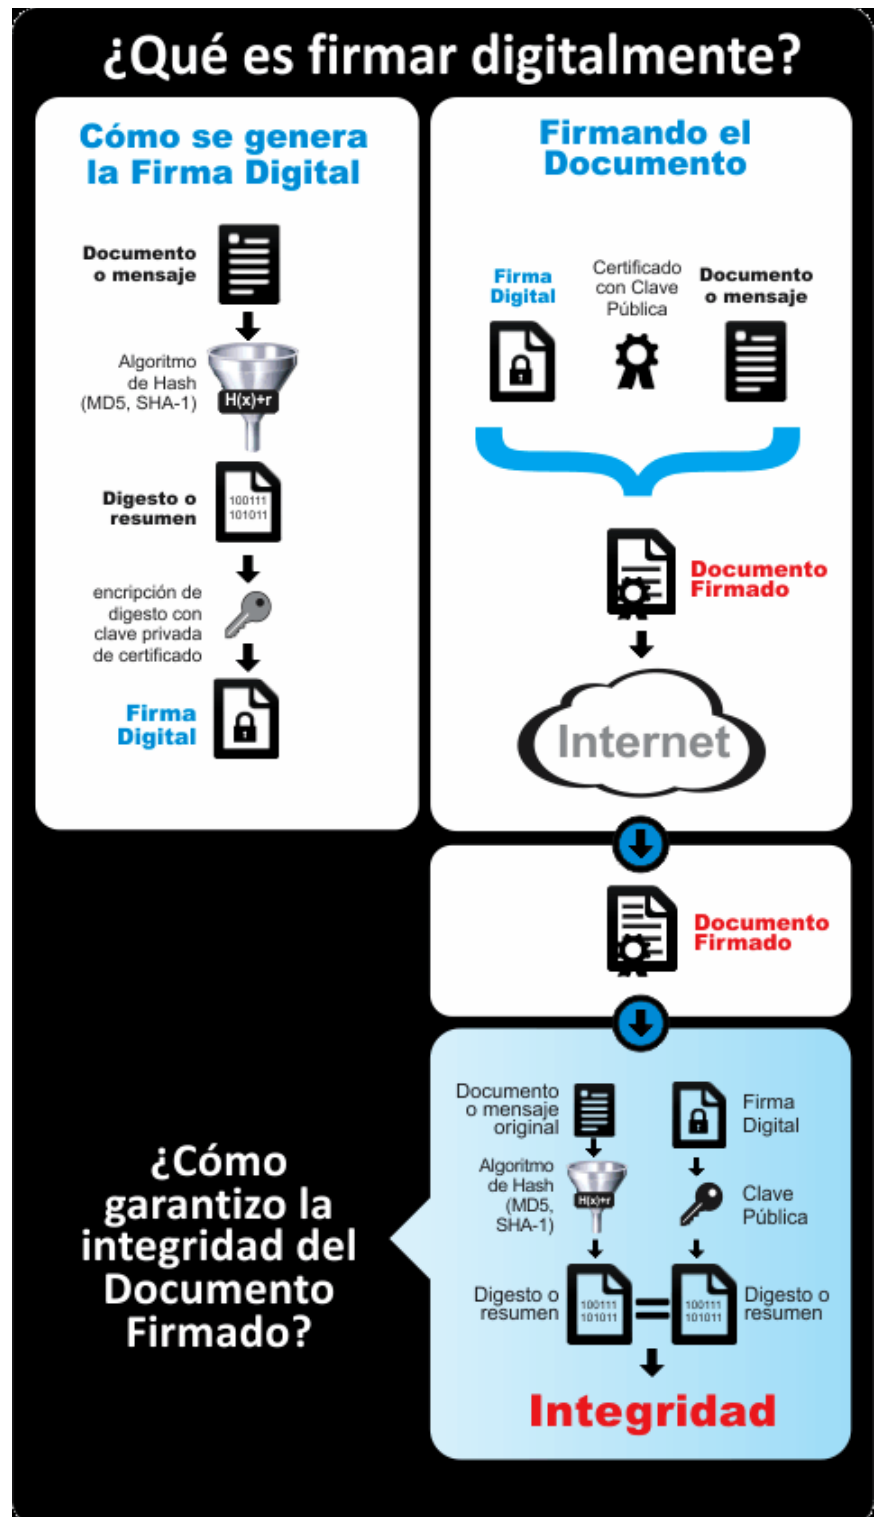 ¿Qué es firmar digitalmente?
Cómo se genera
la Firma Digital
Documento
o mensaje
Algoritmo
de Hash
(MD5, SHA-1)
H(x)+r
Digesto o
resumen
100111
101011
encripción de
digesto con
clave privada
de certificado
Firma
Digital
Firmando el
Documento
Firma
Digital
Certificado
con Clave
Pública
Documento
o mensaje
Documento
Firmado
Internet
Documento
Firmado
¿Cómo
garantizo la
integridad del
Documento
Firmado?
Documento
o mensaje
original
Algoritmo
de Hash
(MD5,
SHA-1)
H(x)+r
Digesto o
resumen
100111
101011
Firma
Digital
Clave
Pública
=
100111
101011
Digesto o
resumen
Integridad